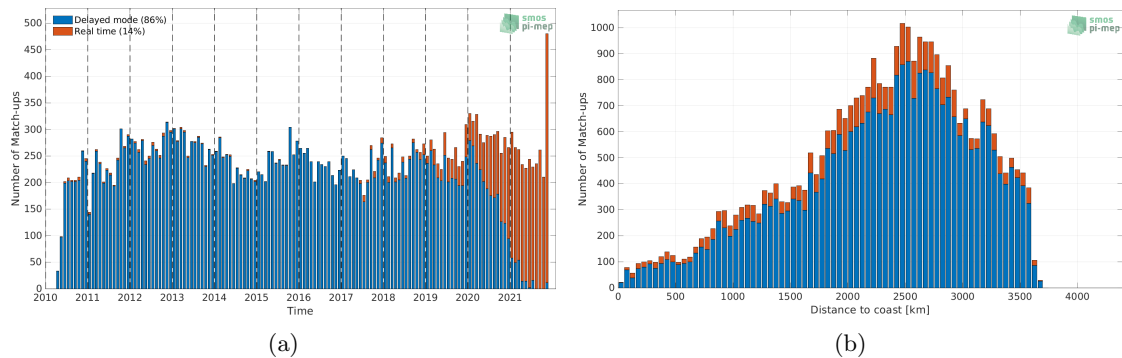 Delayed mode (86%)
Real time (14%)
smos
pi-mep
500
450
400
350
300
250
200
150
100
50
0
Number of Match-ups
2010 2011 2012 2013 2014 2015 2016 2017 2018 2019 2020 2021
Time
(a)
smos
pi-mep
1000
900
800
700
600
500
400
300
200
100
0
Number of Match-ups
0 500 1000 1500 2000 2500 3000 3500 4000
Distance to coast [km]
(b)